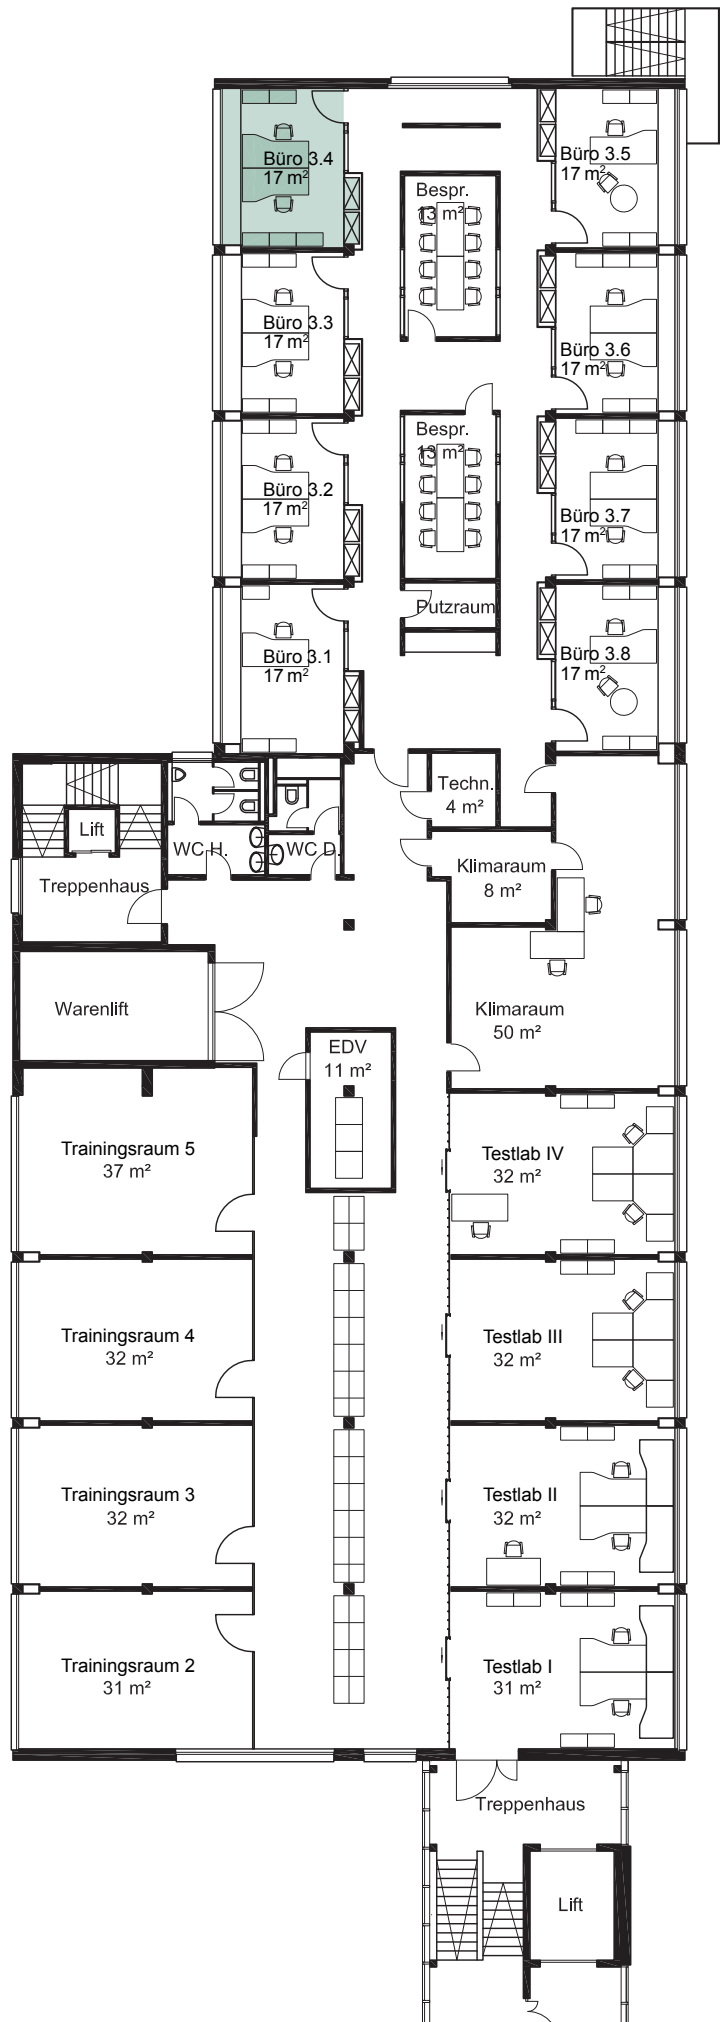 Büro 3.4
17 m²
Büro 3.5
17 m²
Bespr.
13 m²
Büro 3.3
17 m²
Büro 3.6
17 m²
Bespr.
13 m²
Büro 3.2
17 m²
Büro 3.7
17 m²
Putzraum
Büro 3.1
17 m²
Büro 3.8
17 m²
Techn.
4 m²
Lift
WC H.
WC D.
Klimaraum
8 m²
Treppenhaus
Warenlift
Klimaraum
50 m²
EDV
11 m²
Trainingsraum 5
37 m²
Testlab IV
32 m²
Trainingsraum 4
32 m²
Testlab III
32 m²
Trainingsraum 3
32 m²
Testlab II
32 m²
Trainingsraum 2
31 m²
Testlab I
31 m²
Treppenhaus
Lift